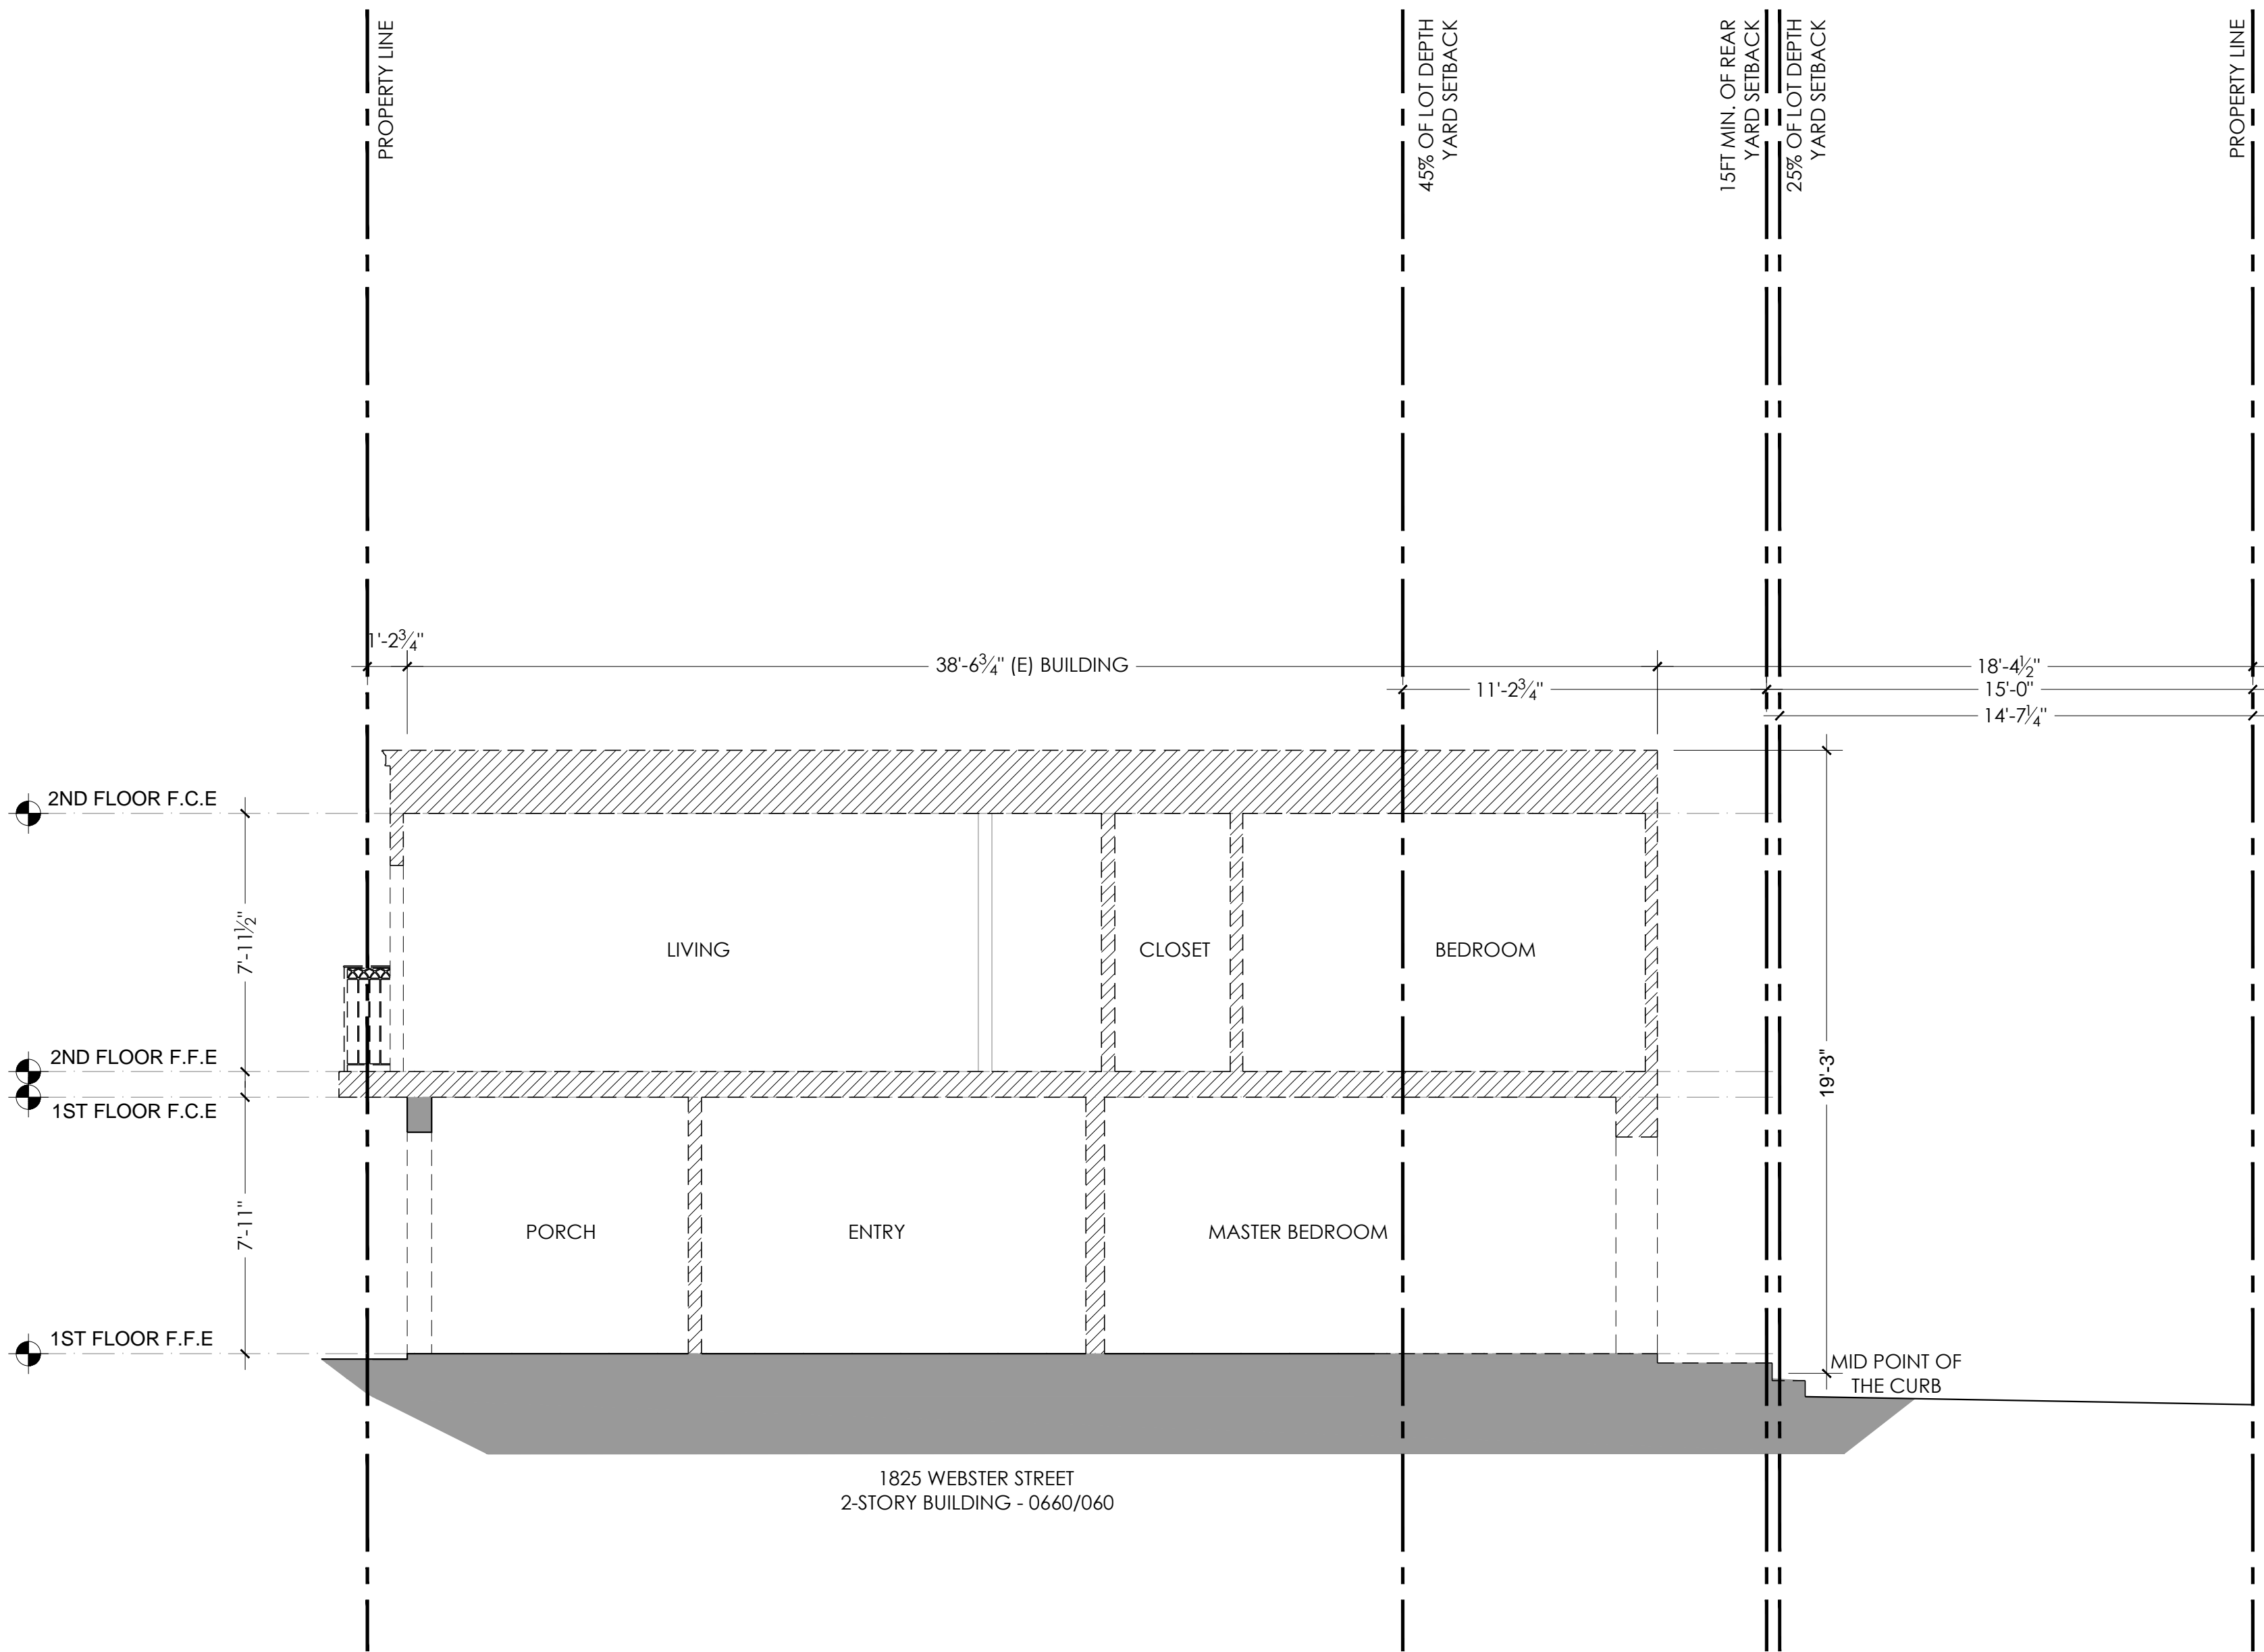 PROPERTY LINE
45% OF LOT DEPTH
YARD SETBACK
15FT MIN. OF REAR
YARD SETBACK
25% OF LOT DEPTH
YARD SETBACK
PROPERTY LINE
1'-2¾"
38'-6¾" (E) BUILDING
18'-4½"
11'-2¾"
15'-0"
14'-7¼"
2ND FLOOR F.C.E
7'-11½"
LIVING
CLOSET
BEDROOM
2ND FLOOR F.F.E
19'-3"
1ST FLOOR F.C.E
7'-11"
PORCH
ENTRY
MASTER BEDROOM
1ST FLOOR F.F.E
MID POINT OF
THE CURB
1825 WEBSTER STREET
2-STORY BUILDING - 0660/060